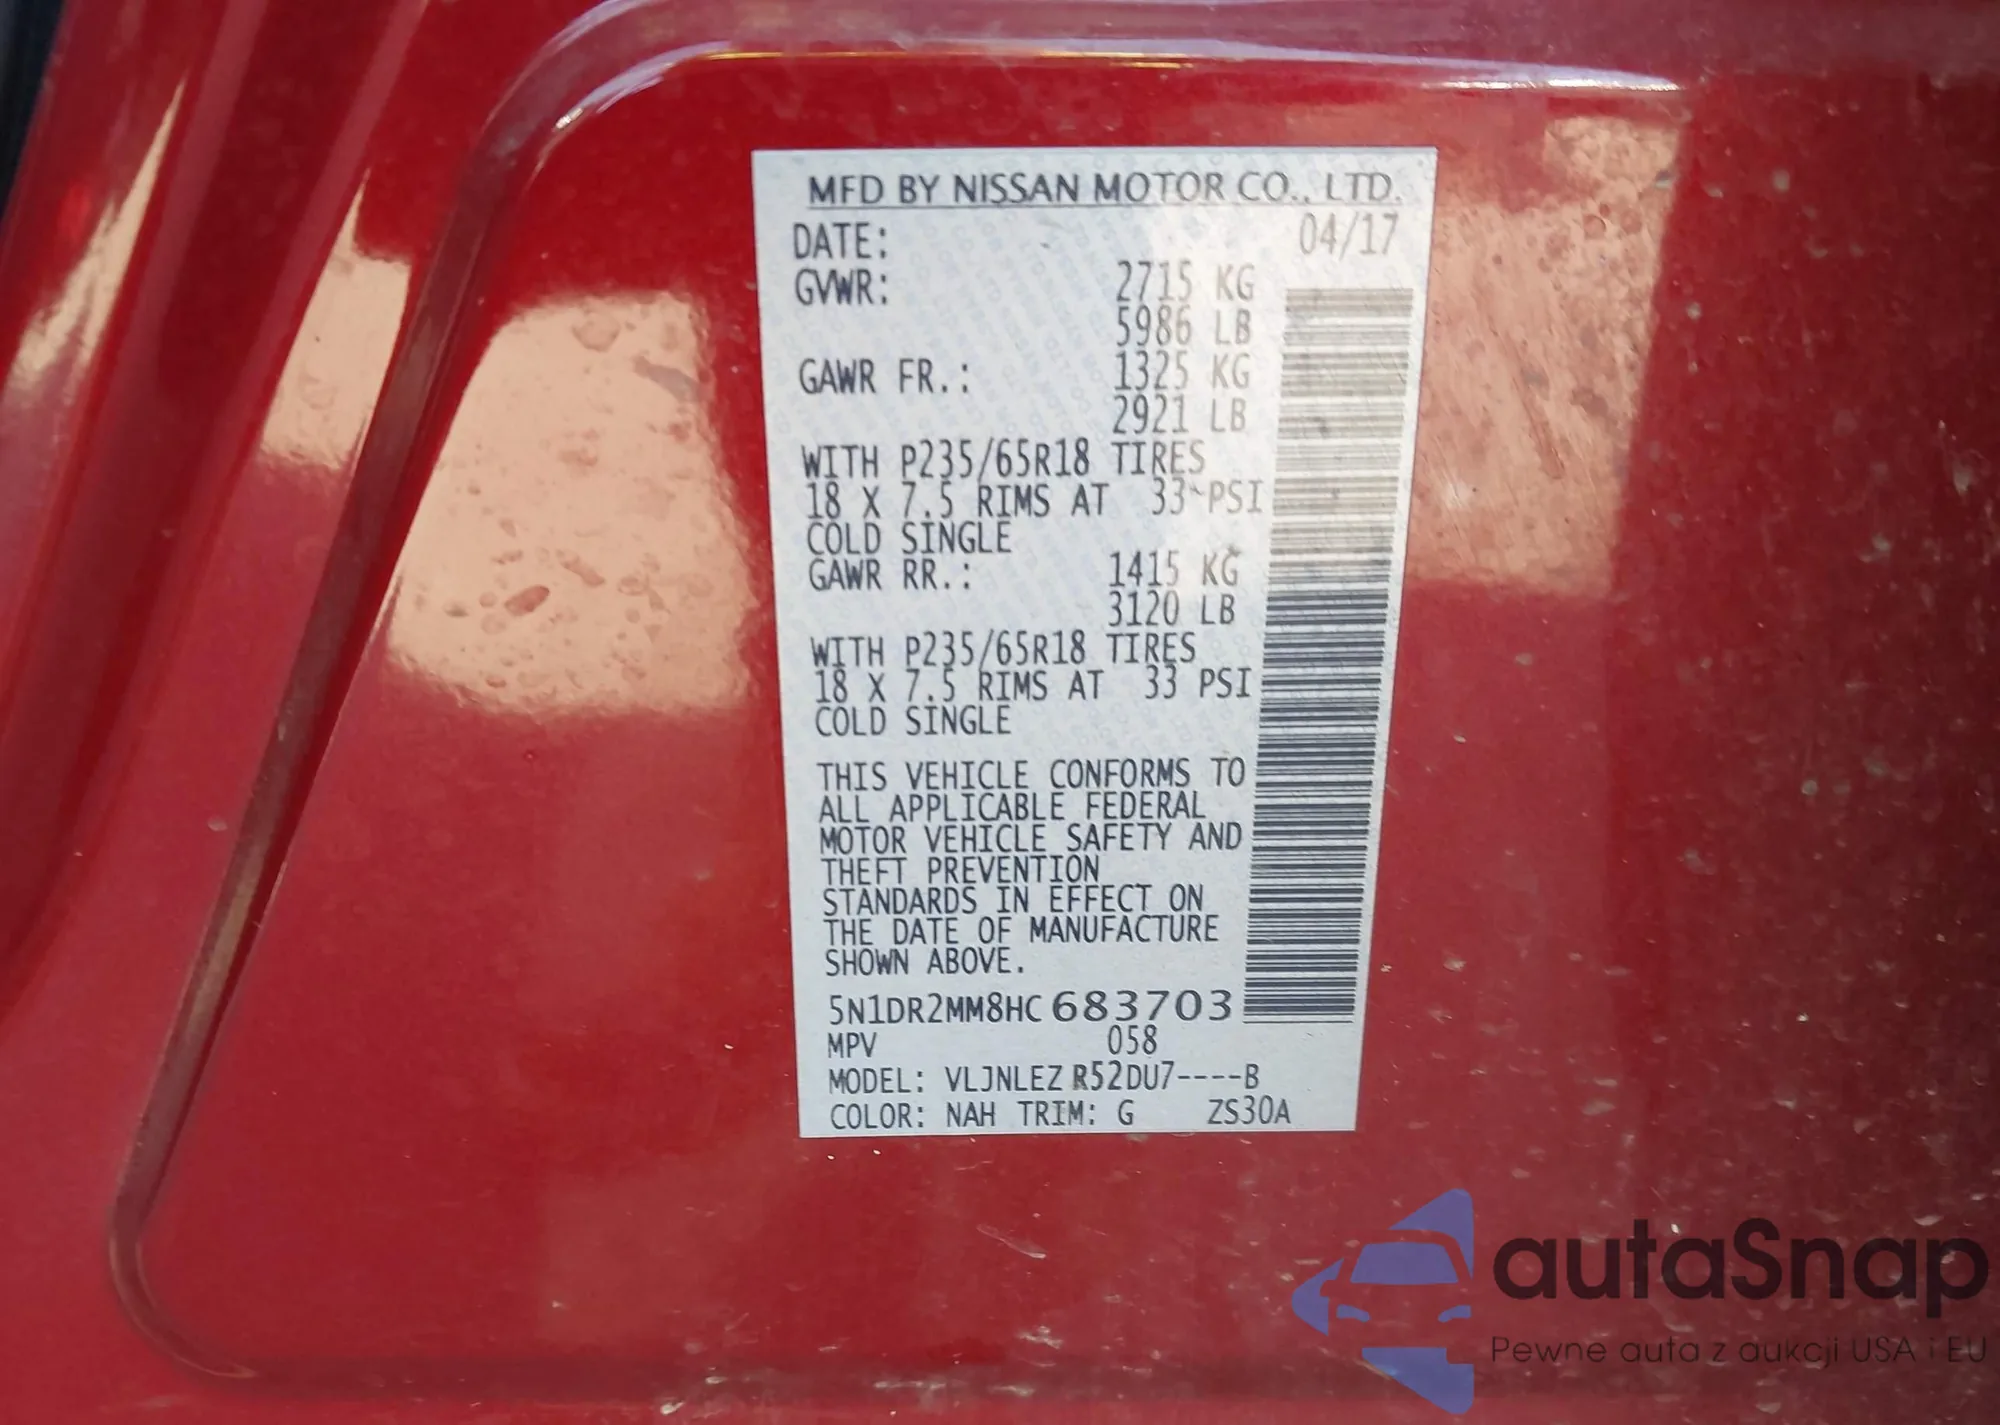 MFD BY NISSAN MOTOR CO., LTD.
DATE: 04/17
GVWR: 2715 KG
5986 LB
GAWR FR.: 1325 KG
2921 LB
WITH P235/65R18 TIRES
18 X 7.5 RIMS AT 33 PSI
COLD SINGLE
GAWR RR.: 1415 KG
3120 LB
WITH P235/65R18 TIRES
18 X 7.5 RIMS AT 33 PSI
COLD SINGLE
THIS VEHICLE CONFORMS TO
ALL APPLICABLE FEDERAL
MOTOR VEHICLE SAFETY AND
THEFT PREVENTION
STANDARDS IN EFFECT ON
THE DATE OF MANUFACTURE
SHOWN ABOVE.
5N1DR2MM8HC683703
MPV 058
MODEL: VLJNLEZ R52DU7----B
COLOR: NAH TRIM: G ZS30A
autaSnap
Pewne auta z aukcji USA i EU